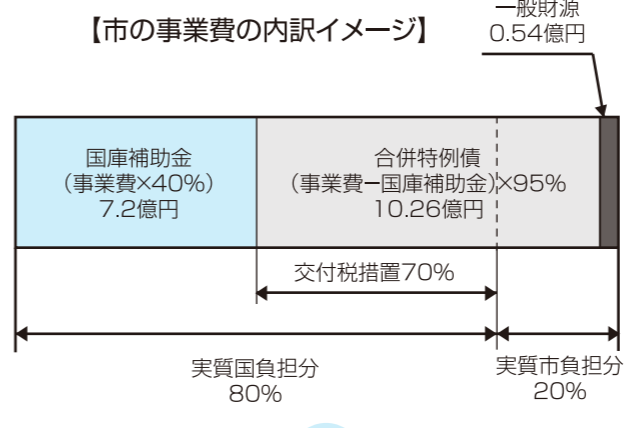 【市の事業費の内訳イメージ】
一般財源
0.54億円
国庫補助金
（事業費×40%）
7.2億円
合併特例債
（事業費ー国庫補助金）×95%
10.26億円
交付税措置70%
実質国負担分
80%
実質市負担分
20%